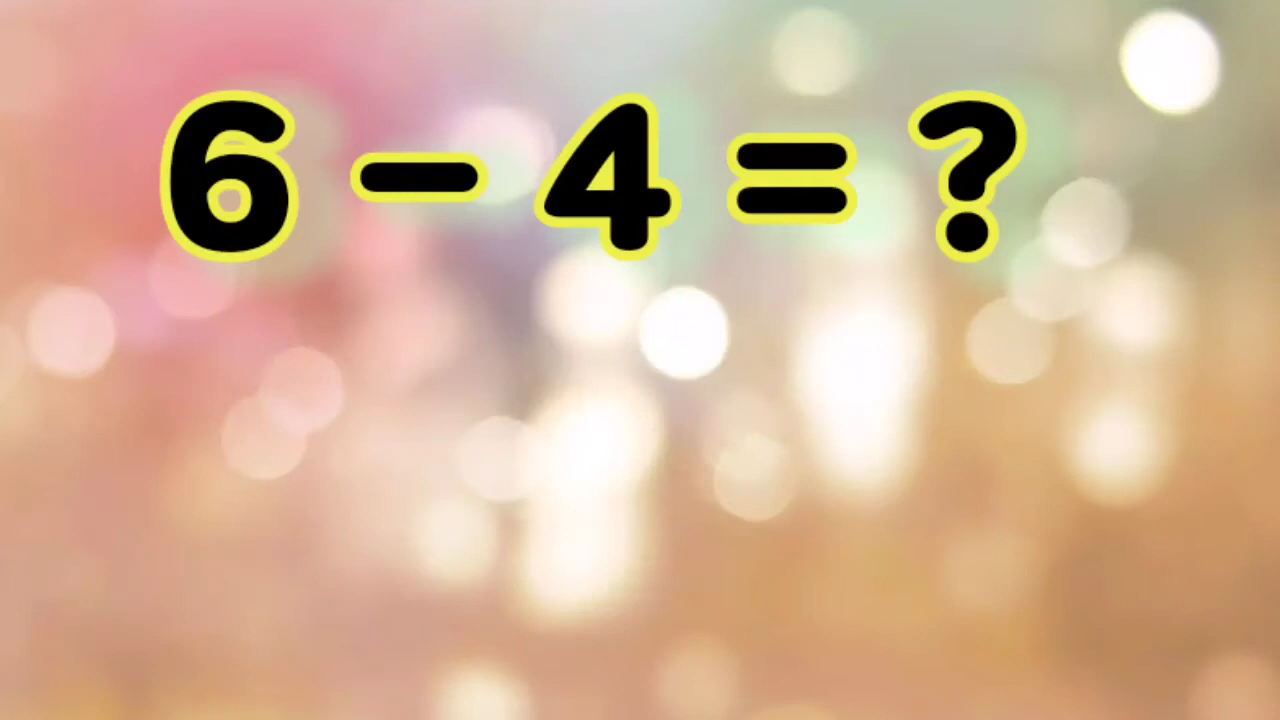 6 – 4 = ?